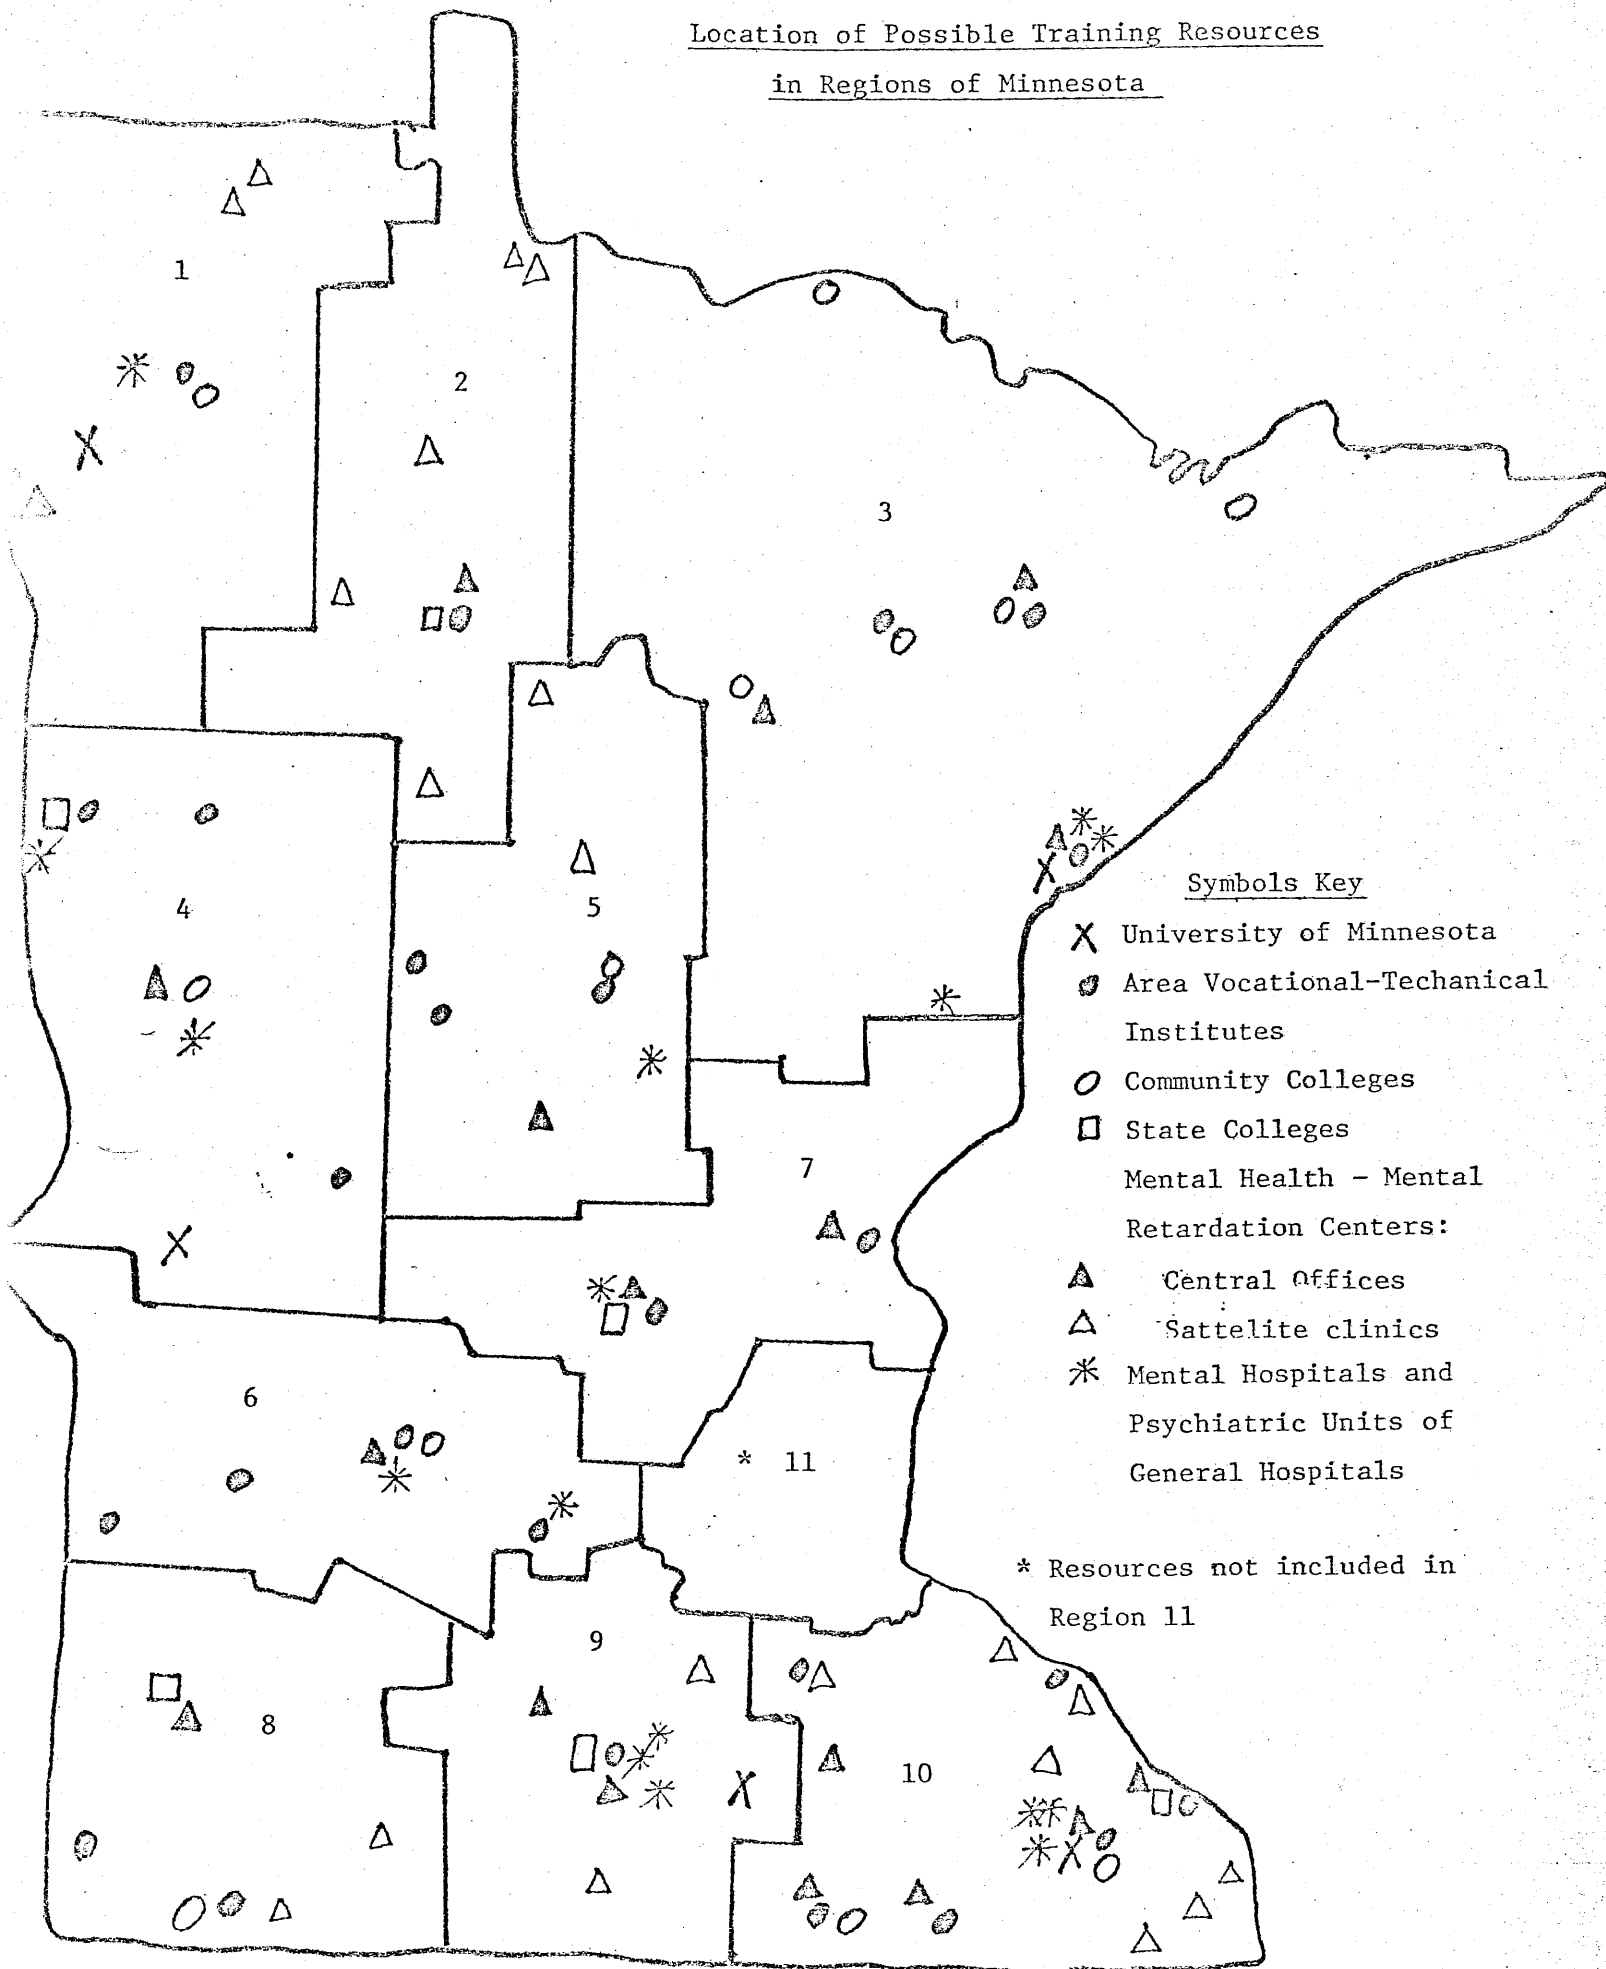 Location of Possible Training Resources
in Regions of Minnesota
1
2
3
4
5
6
7
8
9
10
* 11
Symbols Key
X University of Minnesota
Area Vocational-Techanical
Institutes
Community Colleges
State Colleges
Mental Health - Mental
Retardation Centers:
Central Offices
Sattelite clinics
Mental Hospitals and
Psychiatric Units of
General Hospitals
* Resources not included in
Region 11